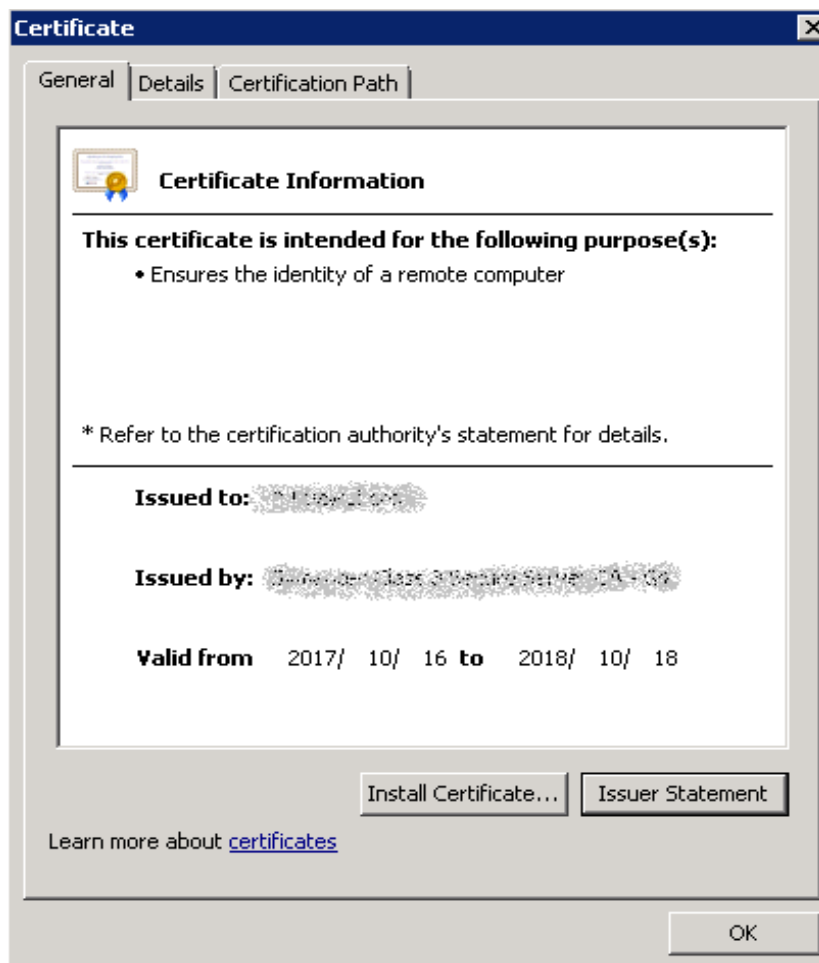 Certificate
General Details Certification Path
Certificate Information
This certificate is intended for the following purpose(s):
• Ensures the identity of a remote computer
* Refer to the certification authority's statement for details.
Issued to:
Issued by:
Valid from 2017/ 10/ 16 to 2018/ 10/ 18
Install Certificate... Issuer Statement
Learn more about certificates
OK